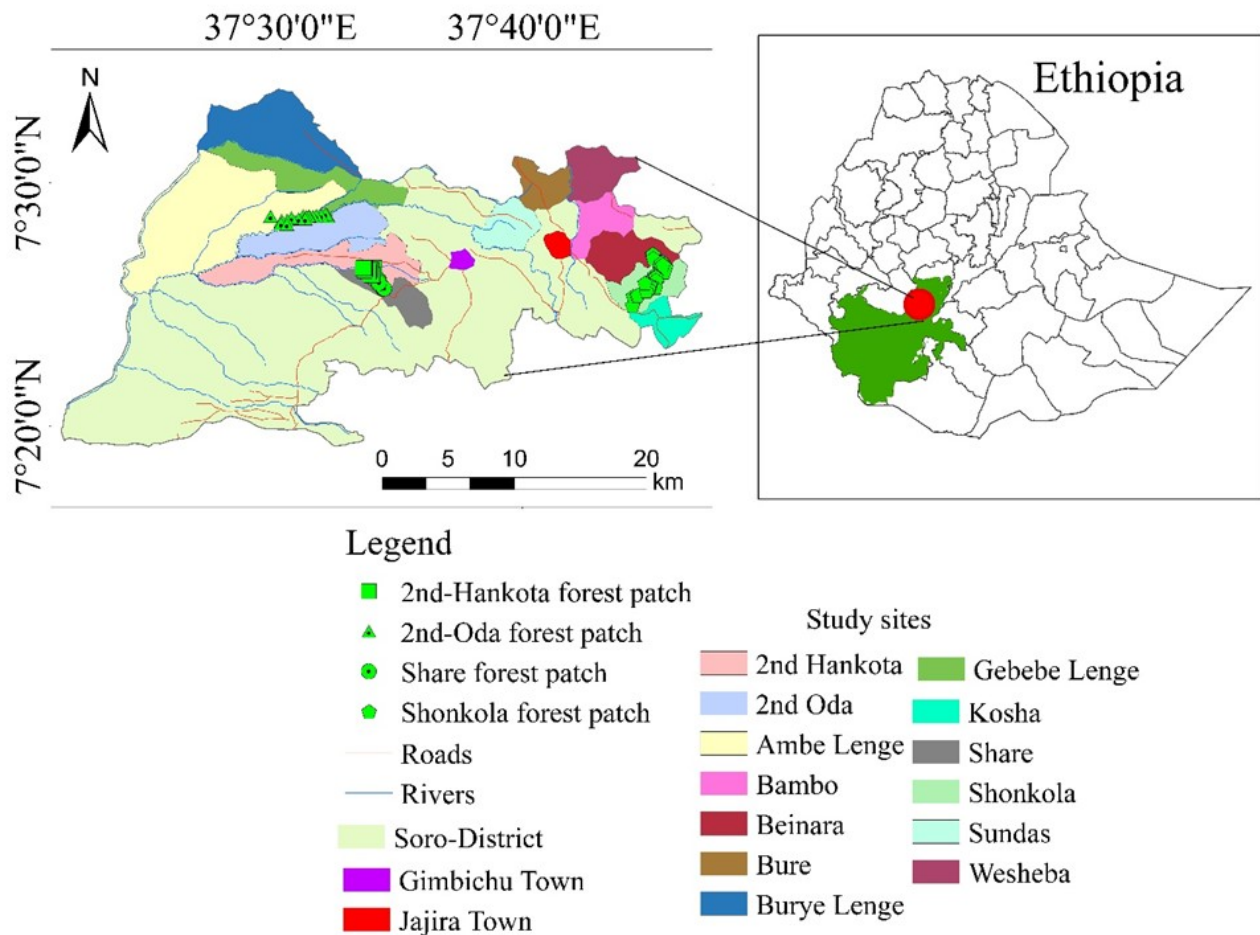 37°30'0"E 37°40'0"E
N
Ethiopia
7°30'0"N
7°20'0"N
0 5 10 20
km
Legend
2nd-Hankota forest patch
2nd-Oda forest patch
Share forest patch
Shonkola forest patch
Roads
Rivers
Soro-District
Gimbichu Town
Jajira Town
Study sites
2nd Hankota
2nd Oda
Ambe Lenge
Bambo
Beinara
Bure
Burye Lenge
Gebebe Lenge
Kosha
Share
Shonkola
Sundas
Wesheba